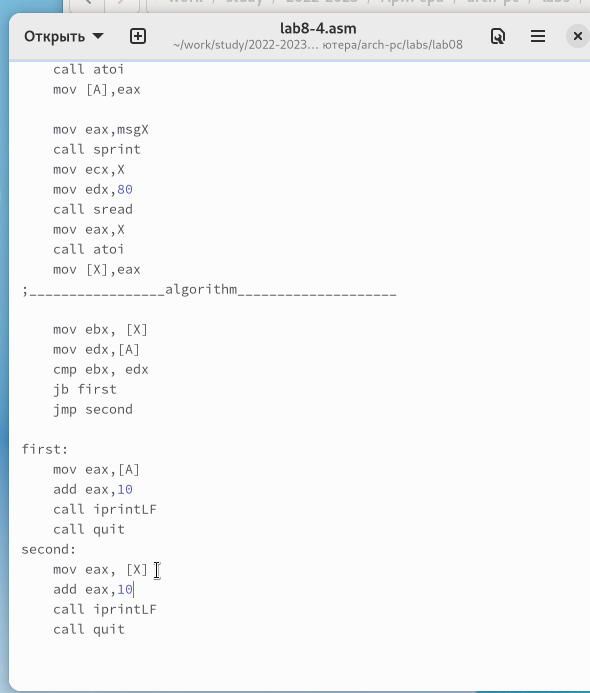 Открыть
lab8-4.asm
~/work/study/2022-2023… ютера/arch-pc/labs/lab08
call atoi
mov [A],eax
mov eax,msgX
call sprint
mov ecx,X
mov edx,80
call sread
mov eax,X
call atoi
mov [X],eax
;_________________algorithm____________________
mov ebx, [X]
mov edx,[A]
cmp ebx, edx
jb first
jmp second
first:
mov eax,[A]
add eax,10
call iprintLF
call quit
second:
mov eax, [X]
add eax,10
call iprintLF
call quit